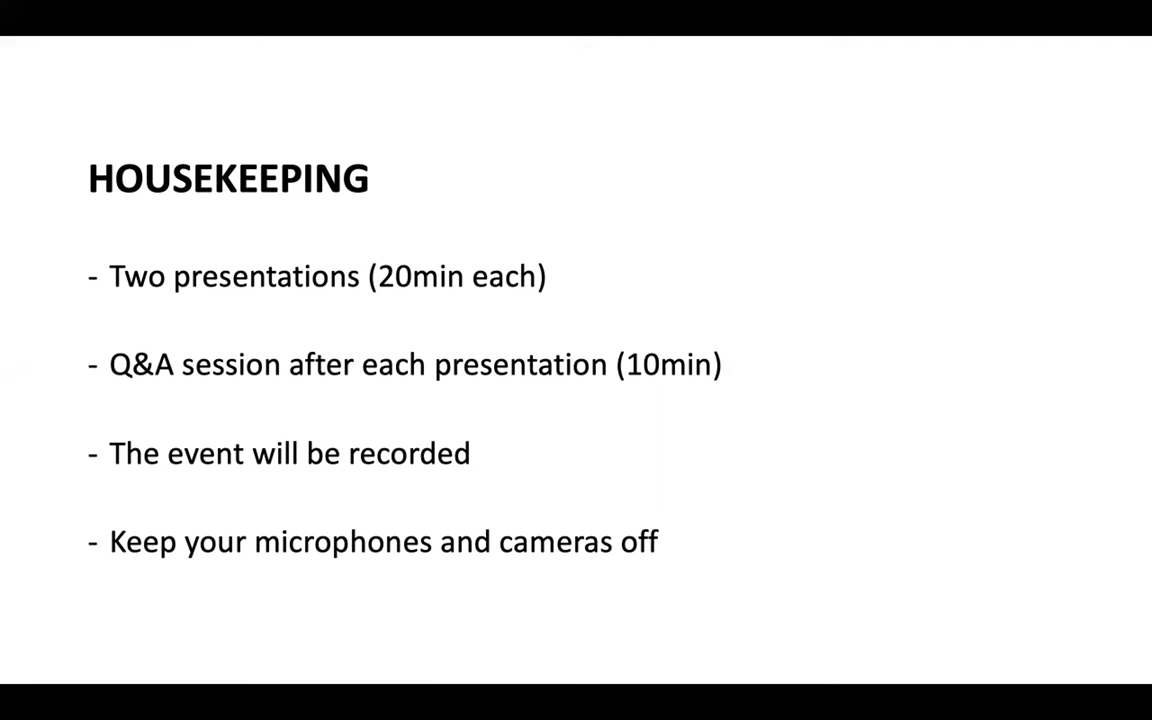 HOUSEKEEPING
- Two presentations (20min each)
- Q&A session after each presentation (10min)
- The event will be recorded
- Keep your microphones and cameras off